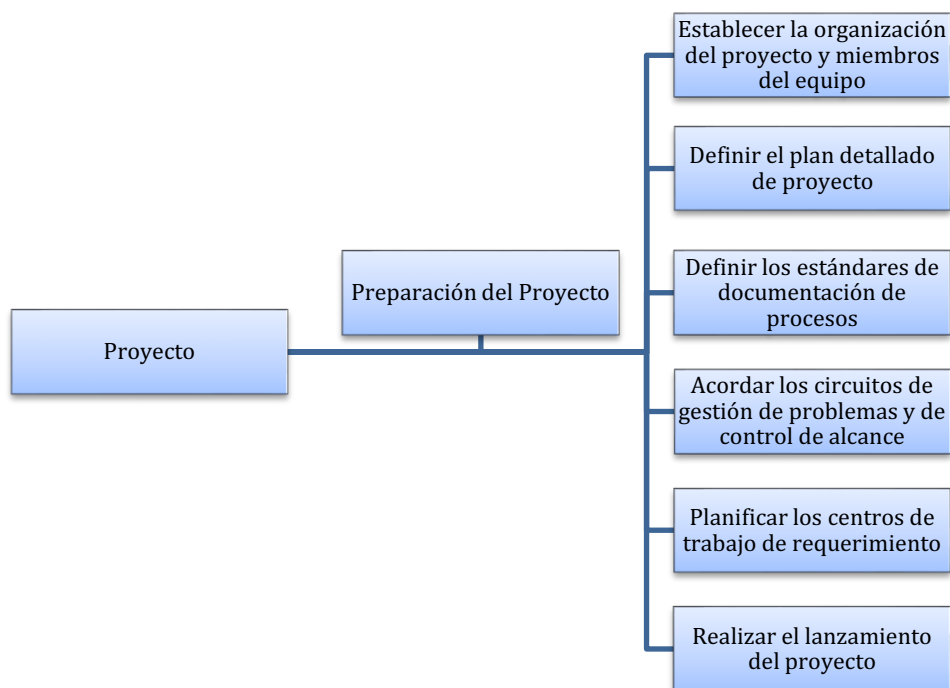 Proyecto
Preparación del Proyecto
Establecer la organización
del proyecto y miembros
del equipo
Definir el plan detallado
de proyecto
Definir los estándares de
documentación de
procesos
Acordar los circuitos de
gestión de problemas y de
control de alcance
Planificar los centros de
trabajo de requerimiento
Realizar el lanzamiento
del proyecto